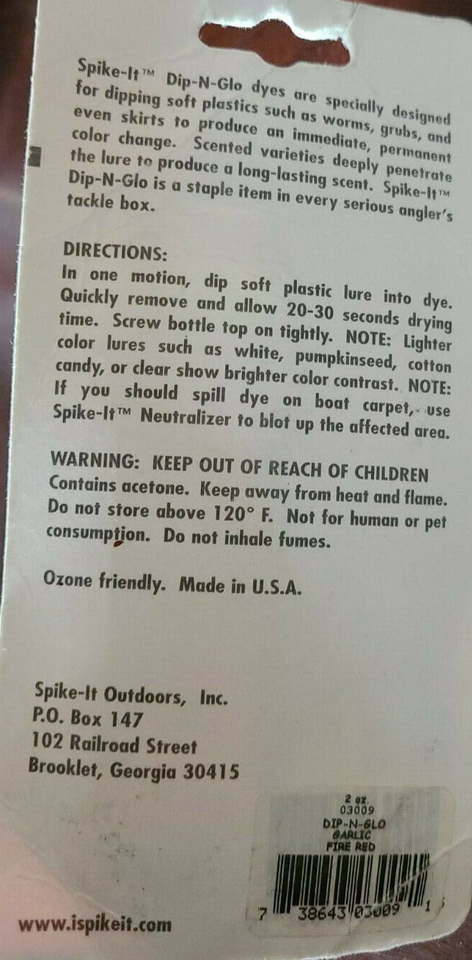 Spike-It™ Dip-N-Glo dyes are specially designed
for dipping soft plastics such as worms, grubs, and
even skirts to produce an immediate, permanent
color change. Scented varieties deeply penetrate
the lure to produce a long-lasting scent. Spike-It™
Dip-N-Glo is a staple item in every serious angler's
tackle box.
DIRECTIONS:
In one motion, dip soft plastic lure into dye.
Quickly remove and allow 20-30 seconds drying
time. Screw bottle top on tightly. NOTE: Lighter
color lures such as white, pumpkinseed, cotton
candy, or clear show brighter color contrast. NOTE:
If you should spill dye on boat carpet, use
Spike-It™ Neutralizer to blot up the affected area.
WARNING: KEEP OUT OF REACH OF CHILDREN
Contains acetone. Keep away from heat and flame.
Do not store above 120° F. Not for human or pet
consumption. Do not inhale fumes.
Ozone friendly. Made in U.S.A.
Spike-It Outdoors, Inc.
P.O. Box 147
102 Railroad Street
Brooklet, Georgia 30415
2 oz.
03009
DIP-N-GLO
GARLIC
FIRE RED
7 38643 03009 1
www.ispikeit.com